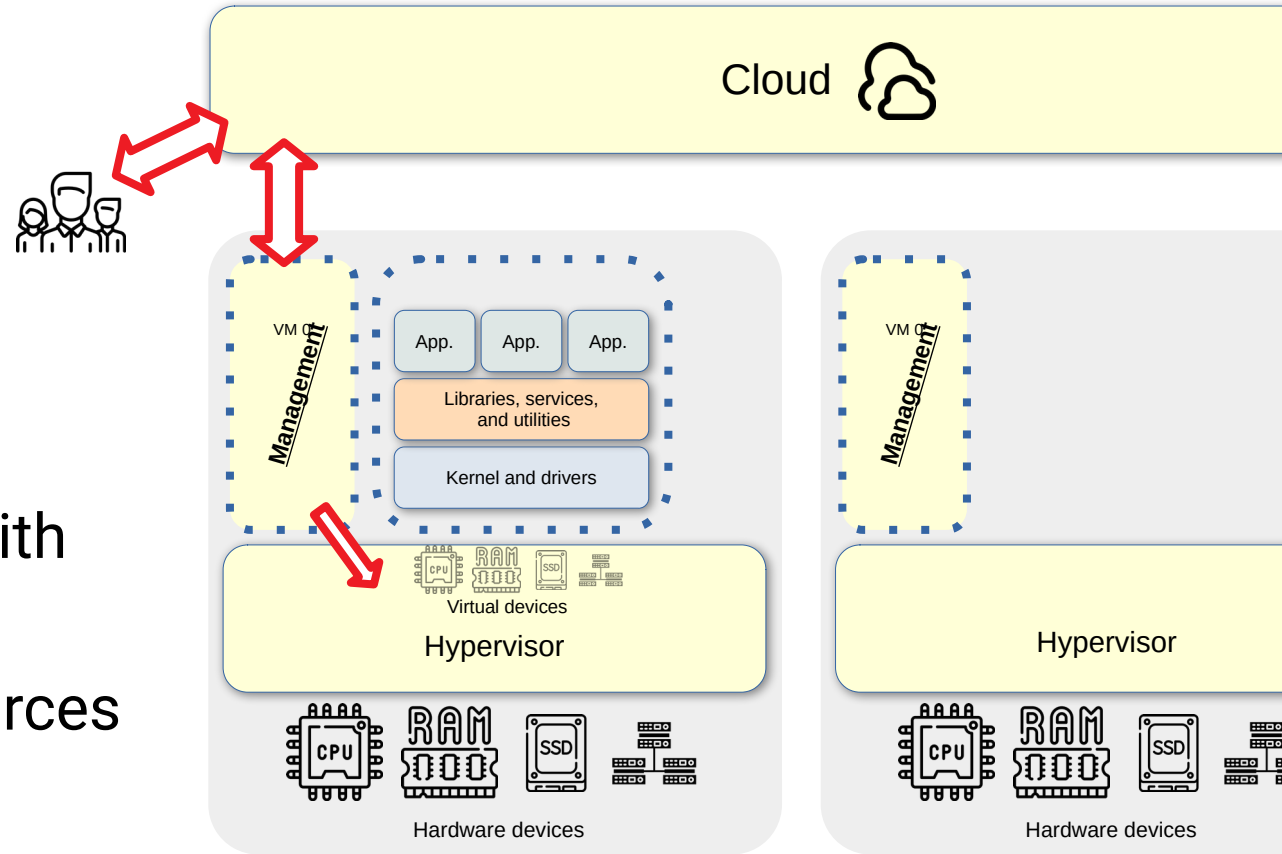 Cloud
VM 0
Management
App.
App.
App.
Libraries, services,
and utilities
Kernel and drivers
CPU
RAM
SSD
Virtual devices
Hypervisor
CPU
RAM
SSD
Hardware devices
VM 0
Management
Hypervisor
CPU
RAM
SSD
Hardware devices
ith
rces